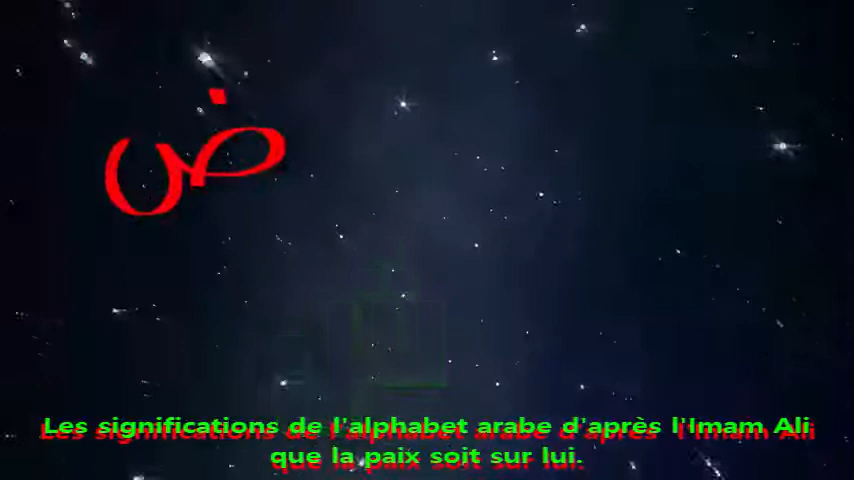 ض
Les significations de l'alphabet arabe d'après l'Imam Ali
que la paix soit sur lui.